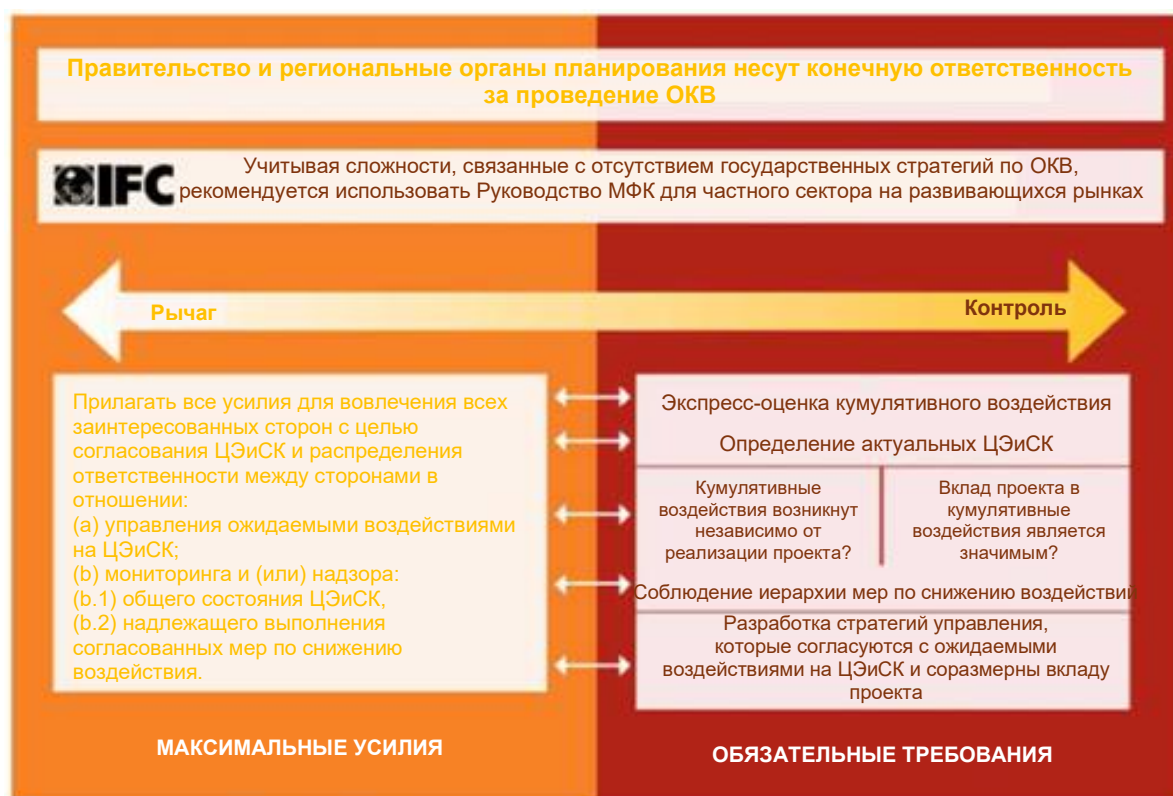 Правительство и региональные органы планирования несут конечную ответственность
за проведение ОКВ
IFC
Учитывая сложности, связанные с отсутствием государственных стратегий по ОКВ,
рекомендуется использовать Руководство МФК для частного сектора на развивающихся рынках
Рычаг
Контроль
Прилагать все усилия для вовлечения всех
заинтересованных сторон с целью
согласования ЦЭиСК и распределения
ответственности между сторонами в
отношении:
(a) управления ожидаемыми воздействиями
на ЦЭиСК;
(b) мониторинга и (или) надзора:
(b.1) общего состояния ЦЭиСК,
(b.2) надлежащего выполнения
согласованных мер по снижению
воздействия.
Экспресс-оценка кумулятивного воздействия
Определение актуальных ЦЭиСК
Кумулятивные
воздействия возникнут
независимо от
реализации проекта?
Вклад проекта в
кумулятивные
воздействия является
значимым?
Соблюдение иерархии мер по снижению воздействий
Разработка стратегий управления,
которые согласуются с ожидаемыми
воздействиями на ЦЭиСК и соразмерны вкладу
проекта
МАКСИМАЛЬНЫЕ УСИЛИЯ
ОБЯЗАТЕЛЬНЫЕ ТРЕБОВАНИЯ